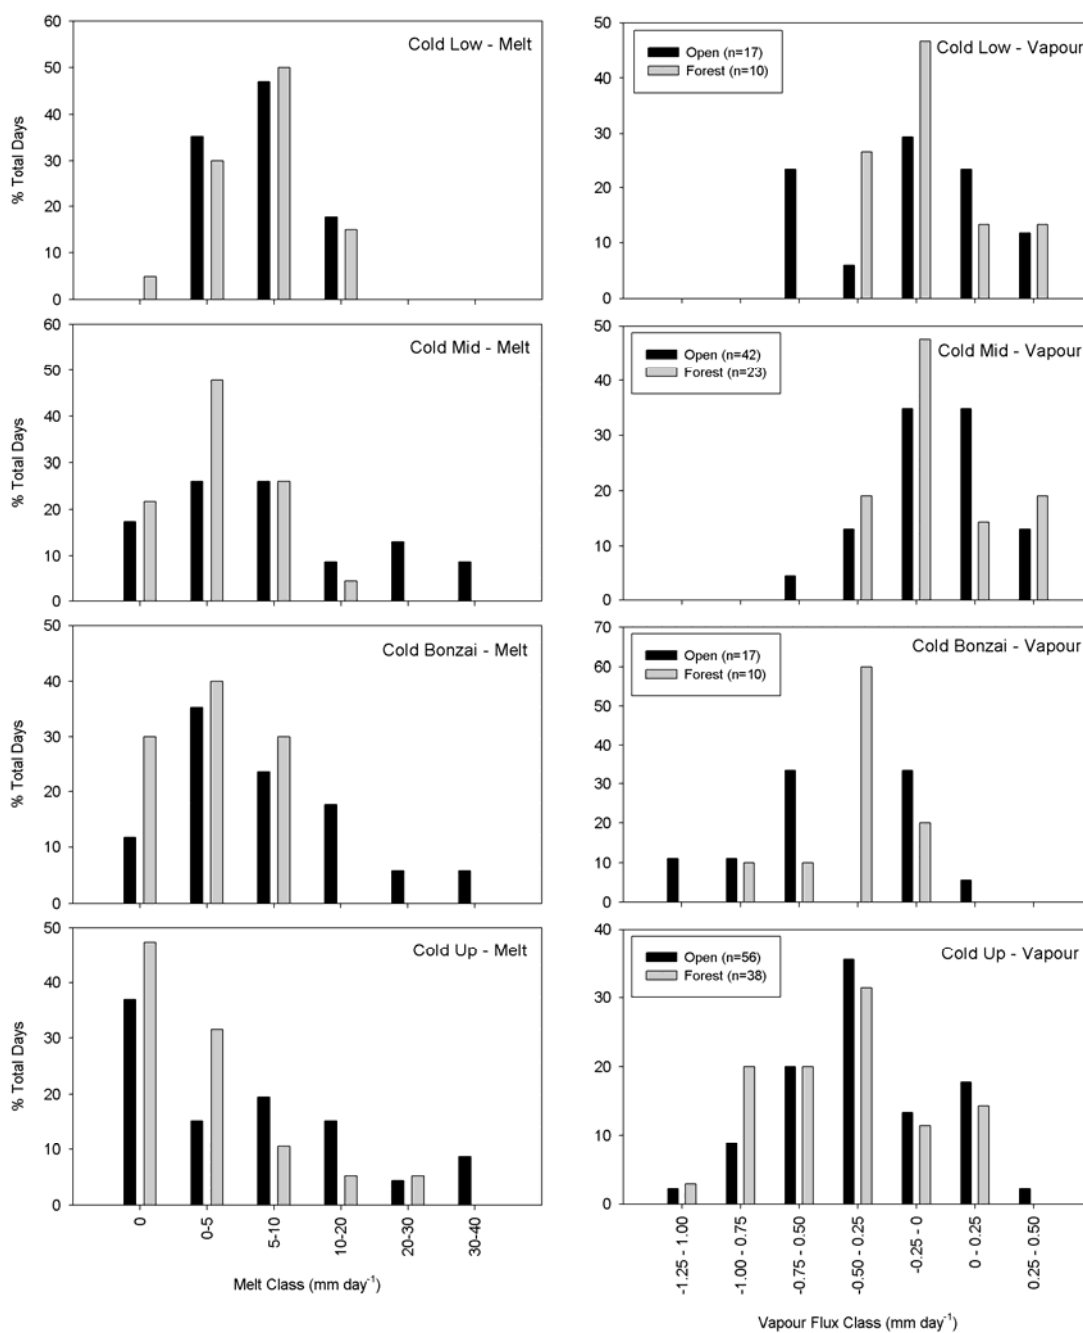 Cold Low - Melt
% Total Days
60
50
40
30
20
10
0
Cold Low - Vapour
Open (n=17)
Forest (n=10)
50
40
30
20
10
0
Cold Mid - Melt
% Total Days
60
50
40
30
20
10
0
Cold Mid - Vapour
Open (n=42)
Forest (n=23)
50
40
30
20
10
0
Cold Bonzai - Melt
% Total Days
50
40
30
20
10
0
Cold Bonzai - Vapour
Open (n=17)
Forest (n=10)
70
60
50
40
30
20
10
0
Cold Up - Melt
% Total Days
50
40
30
20
10
0
0
0-5
5-10
10-20
20-30
30-40
Melt Class (mm day⁻¹)
Cold Up - Vapour
Open (n=56)
Forest (n=38)
40
30
20
10
0
-1.25 - 1.00
-1.00 - 0.75
-0.75 - 0.50
-0.50 - 0.25
-0.25 - 0
0 - 0.25
0.25 - 0.50
Vapour Flux Class (mm day⁻¹)